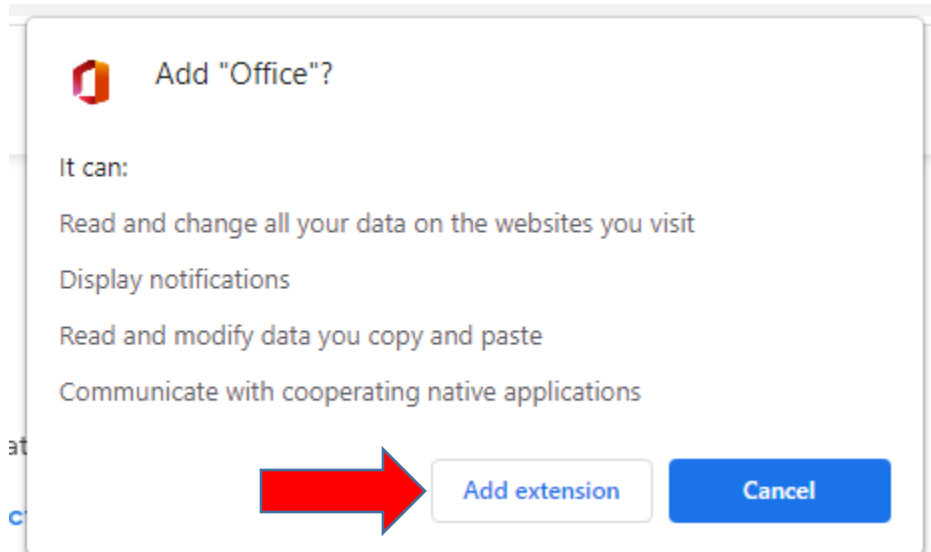 Add "Office"?
It can:
Read and change all your data on the websites you visit
Display notifications
Read and modify data you copy and paste
Communicate with cooperating native applications
at
Add extension Cancel